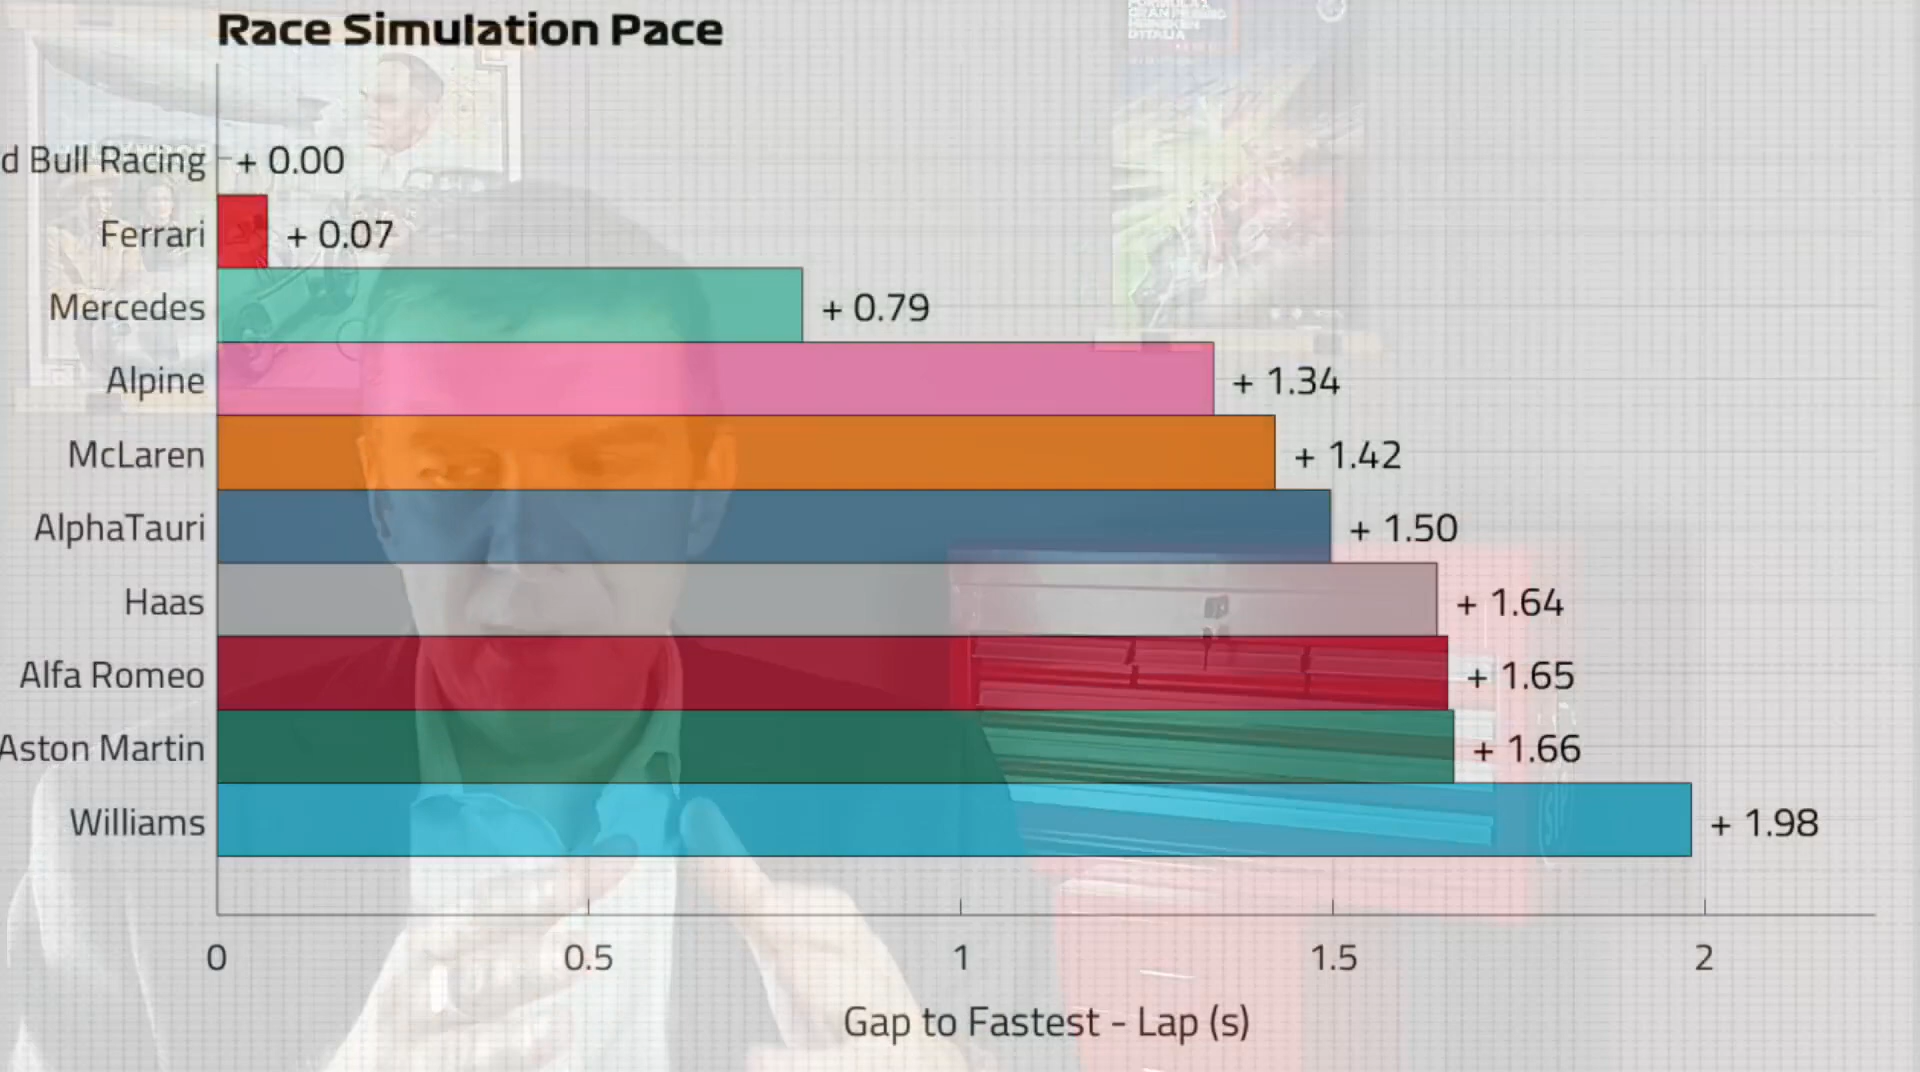 Race Simulation Pace
d Bull Racing + 0.00
Ferrari + 0.07
Mercedes + 0.79
Alpine + 1.34
McLaren + 1.42
AlphaTauri + 1.50
Haas + 1.64
Alfa Romeo + 1.65
Aston Martin + 1.66
Williams + 1.98
0 0.5 1 1.5 2
Gap to Fastest - Lap (s)